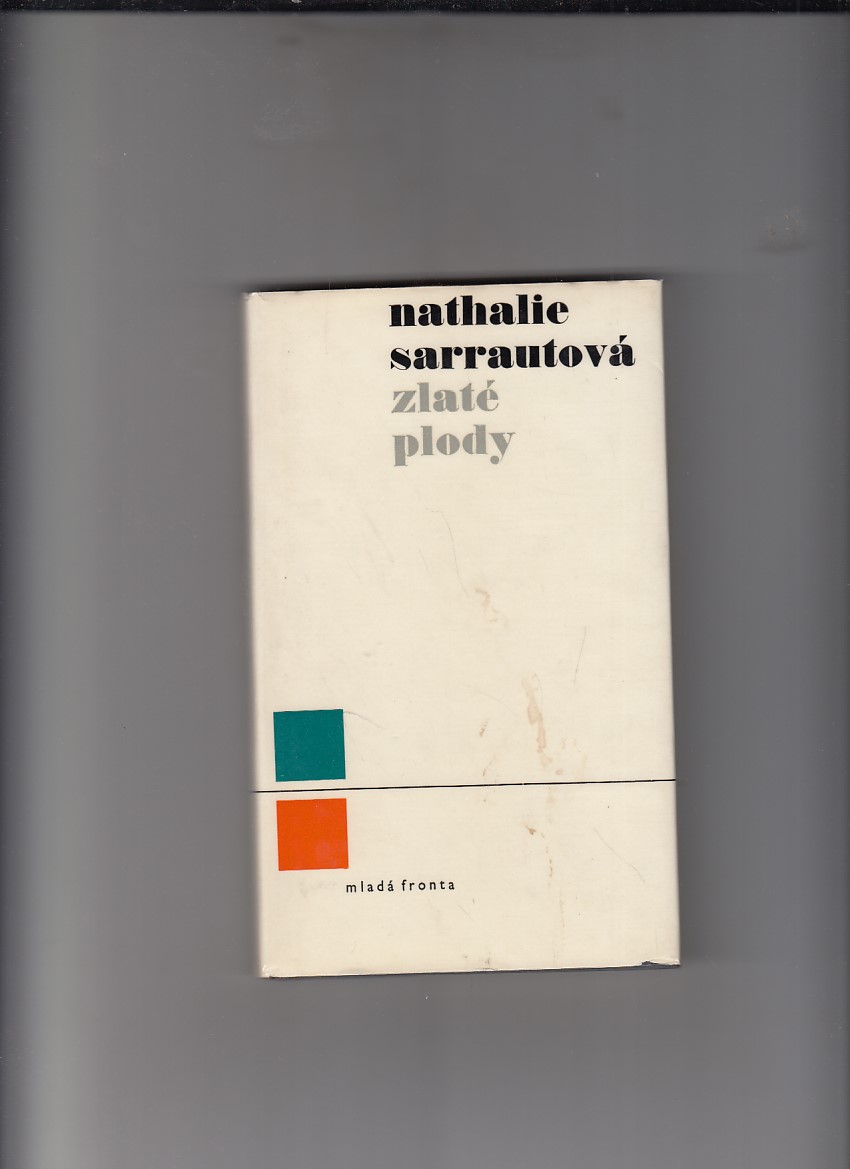 nathalie
sarrautová
zlaté
plody
mladá fronta